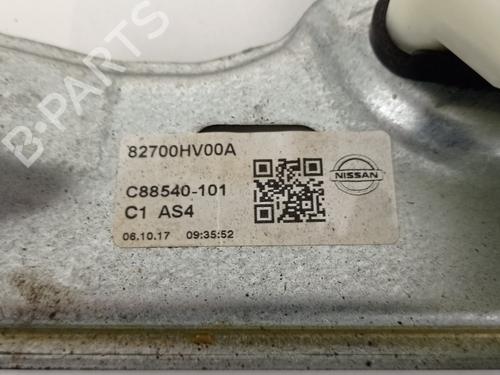 82700HV00A
C88540-101
C1 AS4
06.10.17 09:35:52
NISSAN
B-PARTS